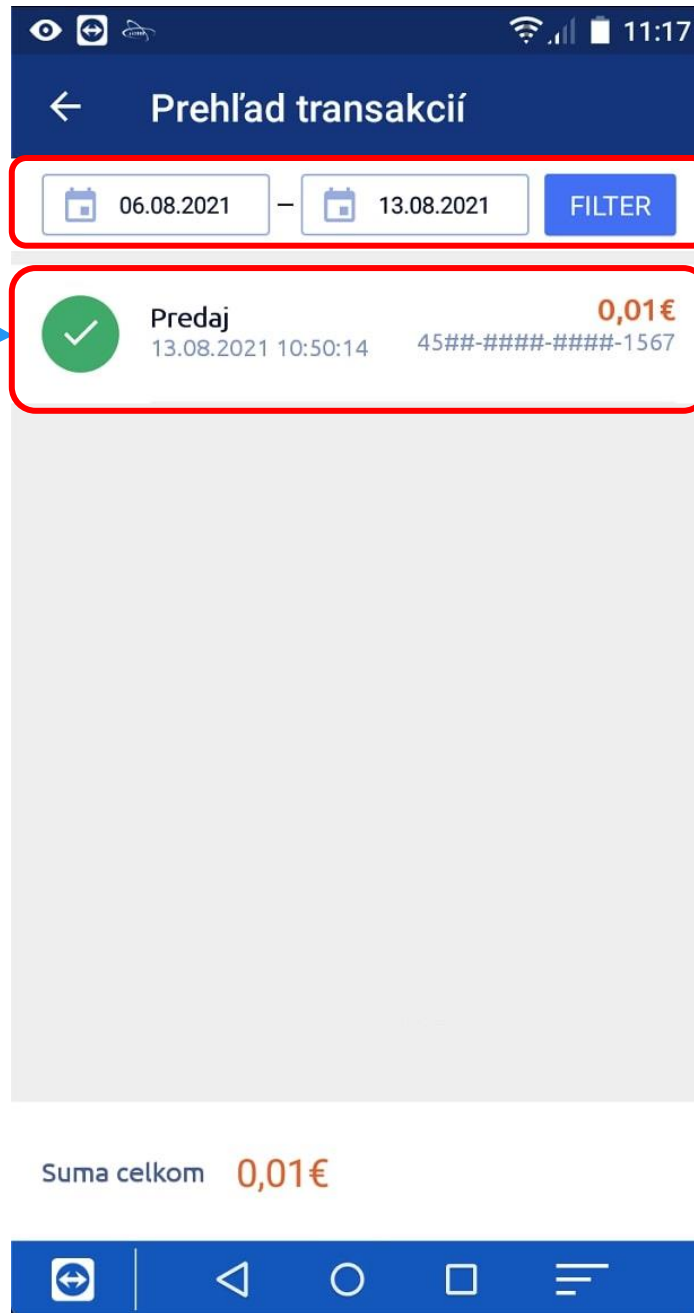 11:17
Prehľad transakcií
06.08.2021 – 13.08.2021 FILTER
Predaj 0,01€
13.08.2021 10:50:14 45##-####-####-1567
Suma celkom 0,01€